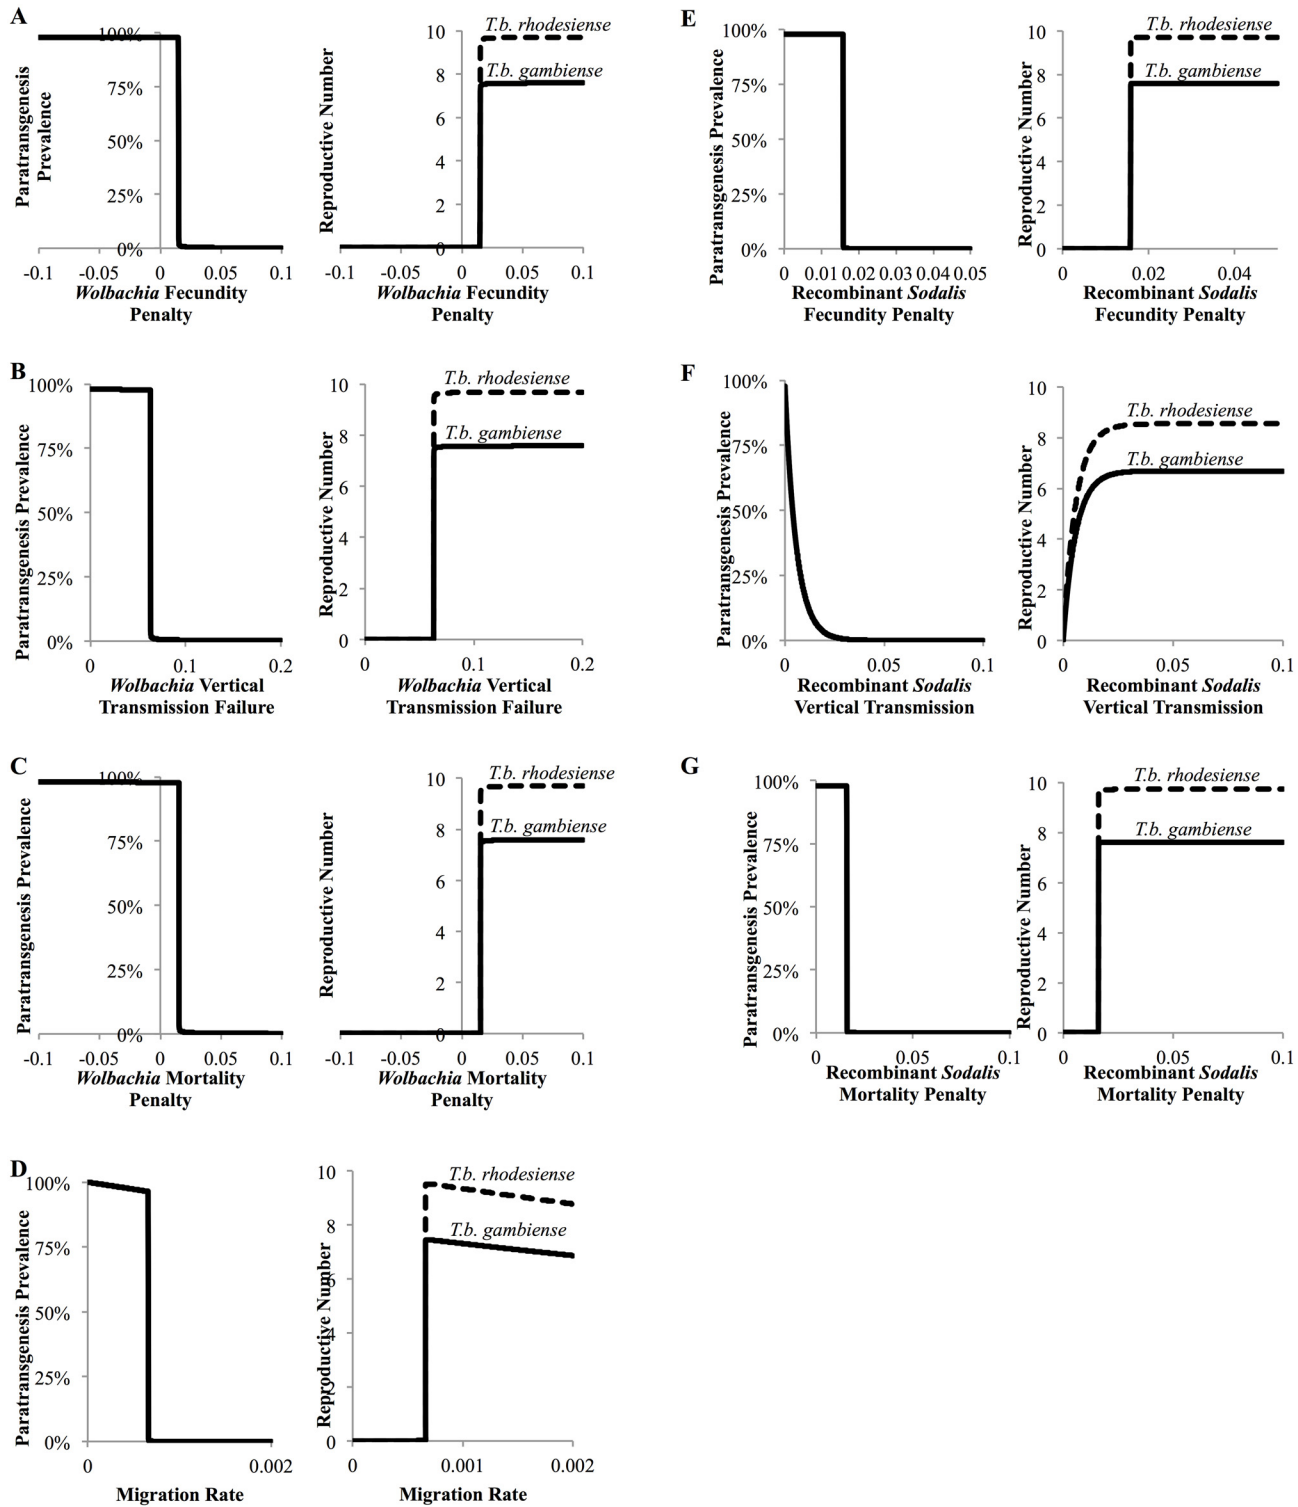 A
Paratransgenesis
Prevalence
100%
75%
50%
25%
0%
-0.1 -0.05 0 0.05 0.1
Wolbachia Fecundity
Penalty
Reproductive Number
10
8
6
4
2
0
T.b. rhodesiense
T.b. gambiense
-0.1 -0.05 0 0.05 0.1
Wolbachia Fecundity
Penalty
E
Paratransgenesis Prevalence
100%
75%
50%
25%
0%
0 0.01 0.02 0.03 0.04 0.05
Recombinant Sodalis
Fecundity Penalty
Reproductive Number
10
8
6
4
2
0
T.b. rhodesiense
T.b. gambiense
0 0.02 0.04
Recombinant Sodalis
Fecundity Penalty
B
Paratransgenesis Prevalence
100%
75%
50%
25%
0%
0 0.1 0.2
Wolbachia Vertical
Transmission Failure
Reproductive Number
10
8
6
4
2
0
T.b. rhodesiense
T.b. gambiense
0 0.1 0.2
Wolbachia Vertical
Transmission Failure
F
Paratransgenesis Prevalence
100%
75%
50%
25%
0%
0 0.05 0.1
Recombinant Sodalis
Vertical Transmission
Reproductive Number
10
8
6
4
2
0
T.b. rhodesiense
T.b. gambiense
0 0.05 0.1
Recombinant Sodalis
Vertical Transmission
C
Paratransgenesis Prevalence
100%
75%
50%
25%
0%
-0.1 -0.05 0 0.05 0.1
Wolbachia Mortality
Penalty
Reproductive Number
10
8
6
4
2
0
T.b. rhodesiense
T.b. gambiense
-0.1 -0.05 0 0.05 0.1
Wolbachia Mortality
Penalty
G
Paratransgenesis Prevalence
100%
75%
50%
25%
0%
0 0.05 0.1
Recombinant Sodalis
Mortality Penalty
Reproductive Number
10
8
6
4
2
0
T.b. rhodesiense
T.b. gambiense
0 0.05 0.1
Recombinant Sodalis
Mortality Penalty
D
Paratransgenesis Prevalence
100%
75%
50%
25%
0%
0 0.002
Migration Rate
Reproductive Number
10
8
6
4
2
0
T.b. rhodesiense
T.b. gambiense
0 0.001 0.002
Migration Rate